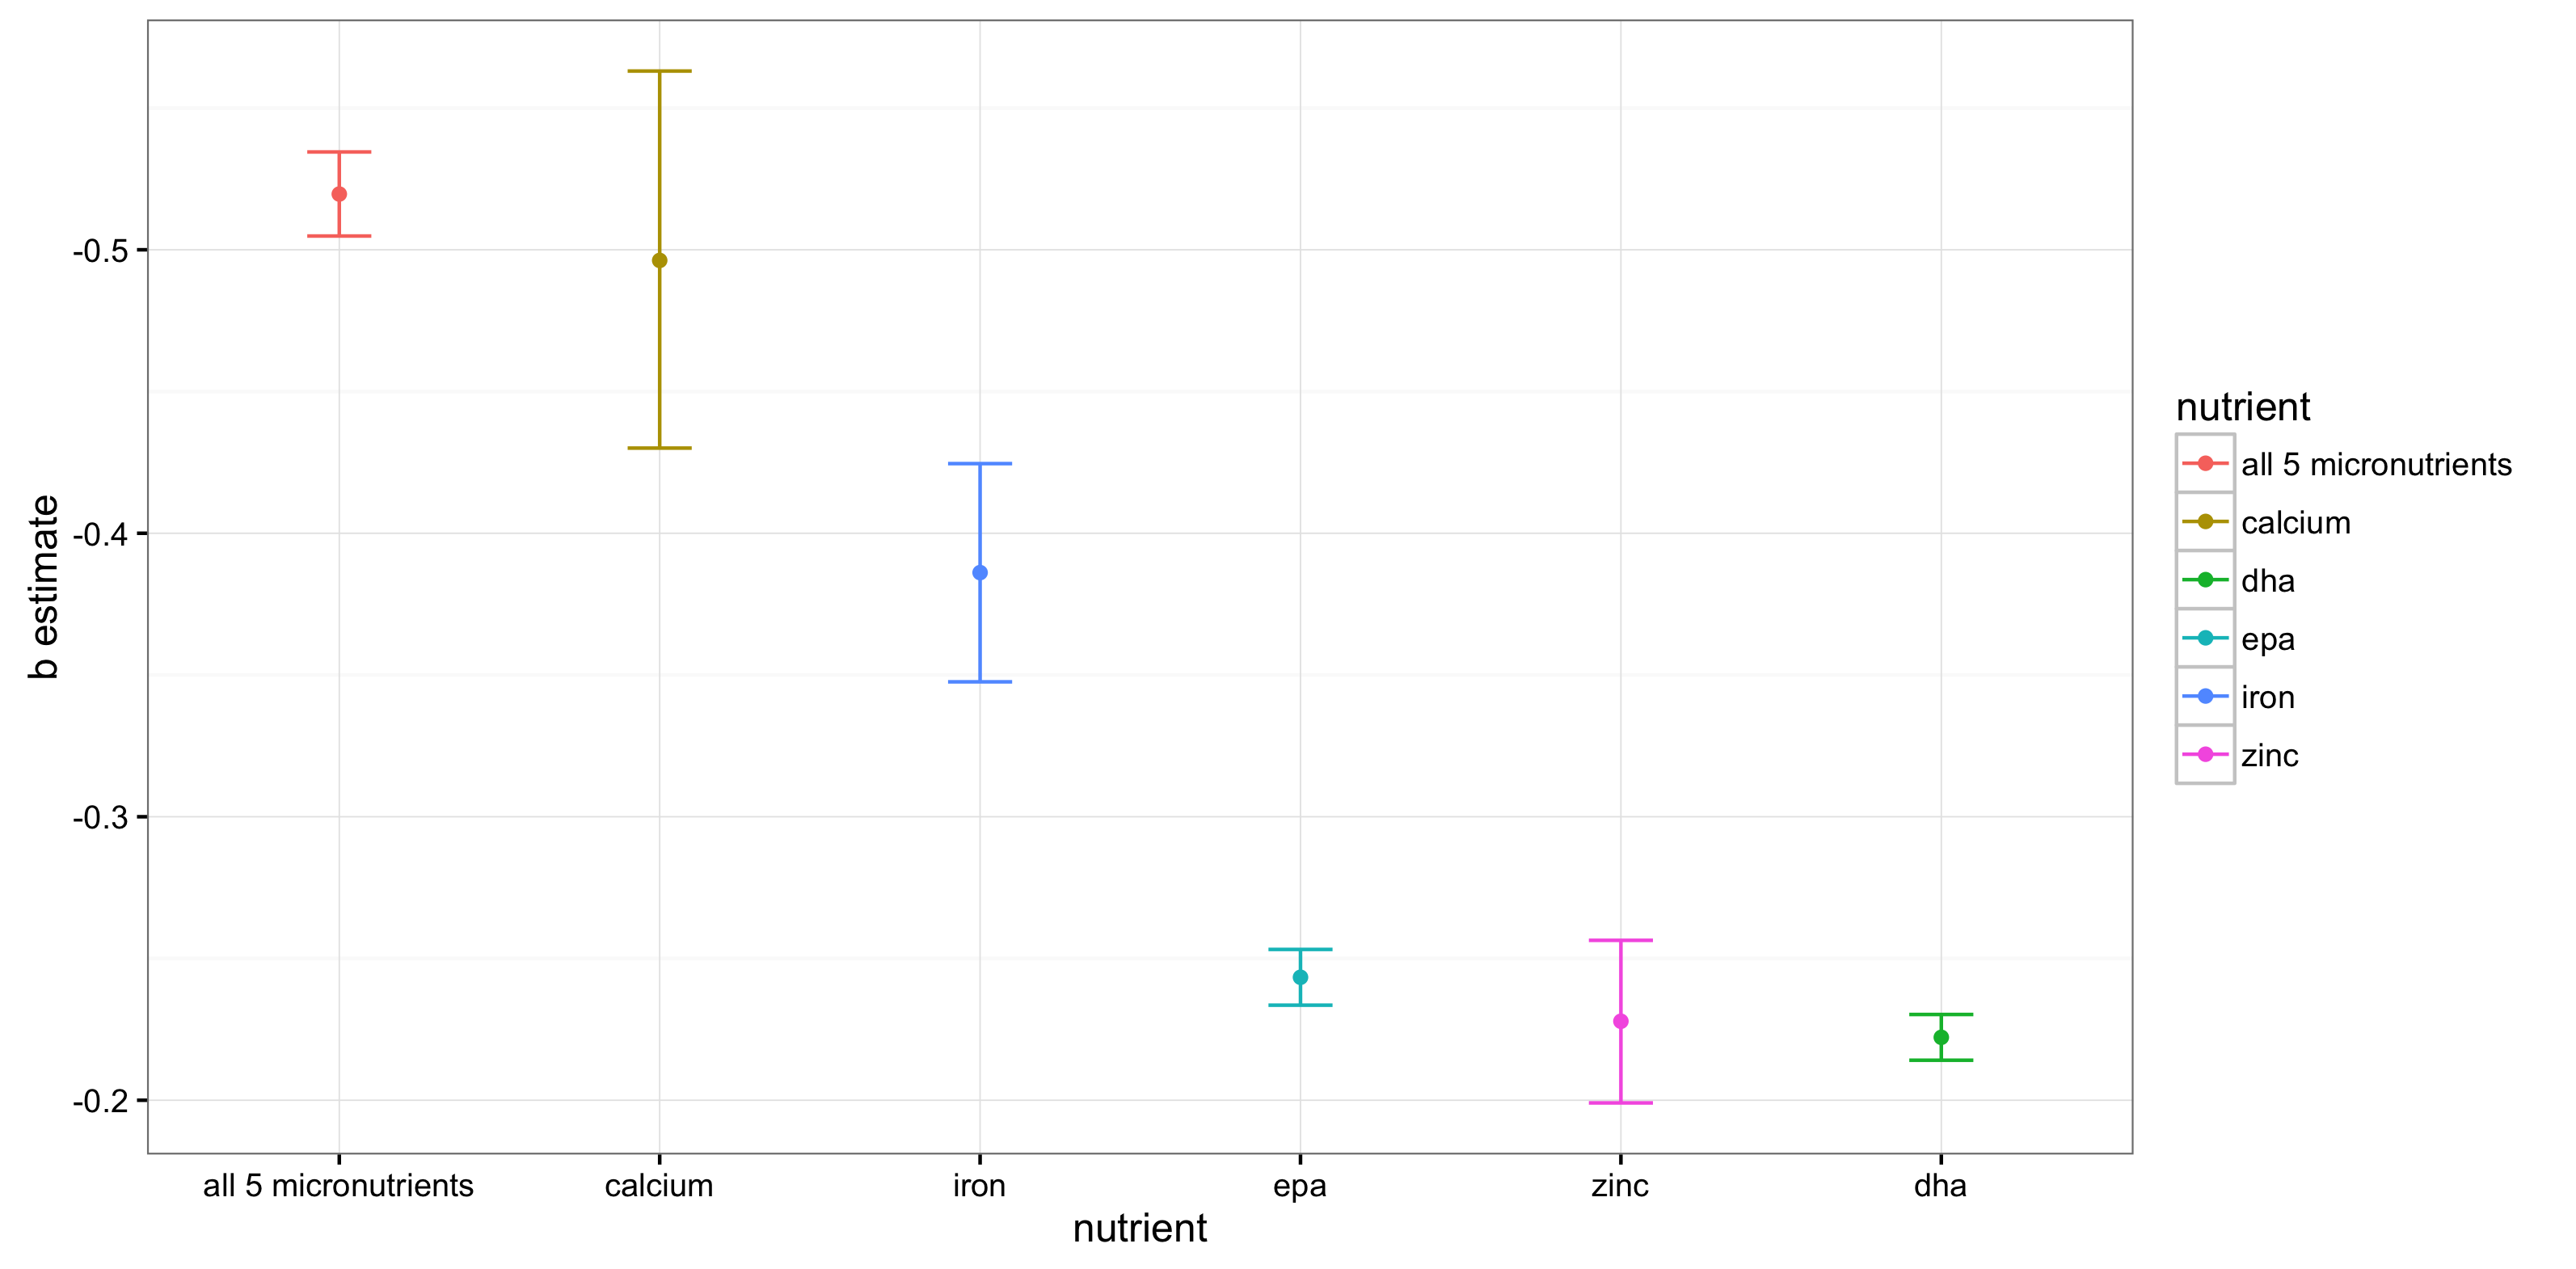 b estimate
-0.5
-0.4
-0.3
-0.2
all 5 micronutrients
calcium
iron
epa
zinc
dha
nutrient
nutrient
all 5 micronutrients
calcium
dha
epa
iron
zinc